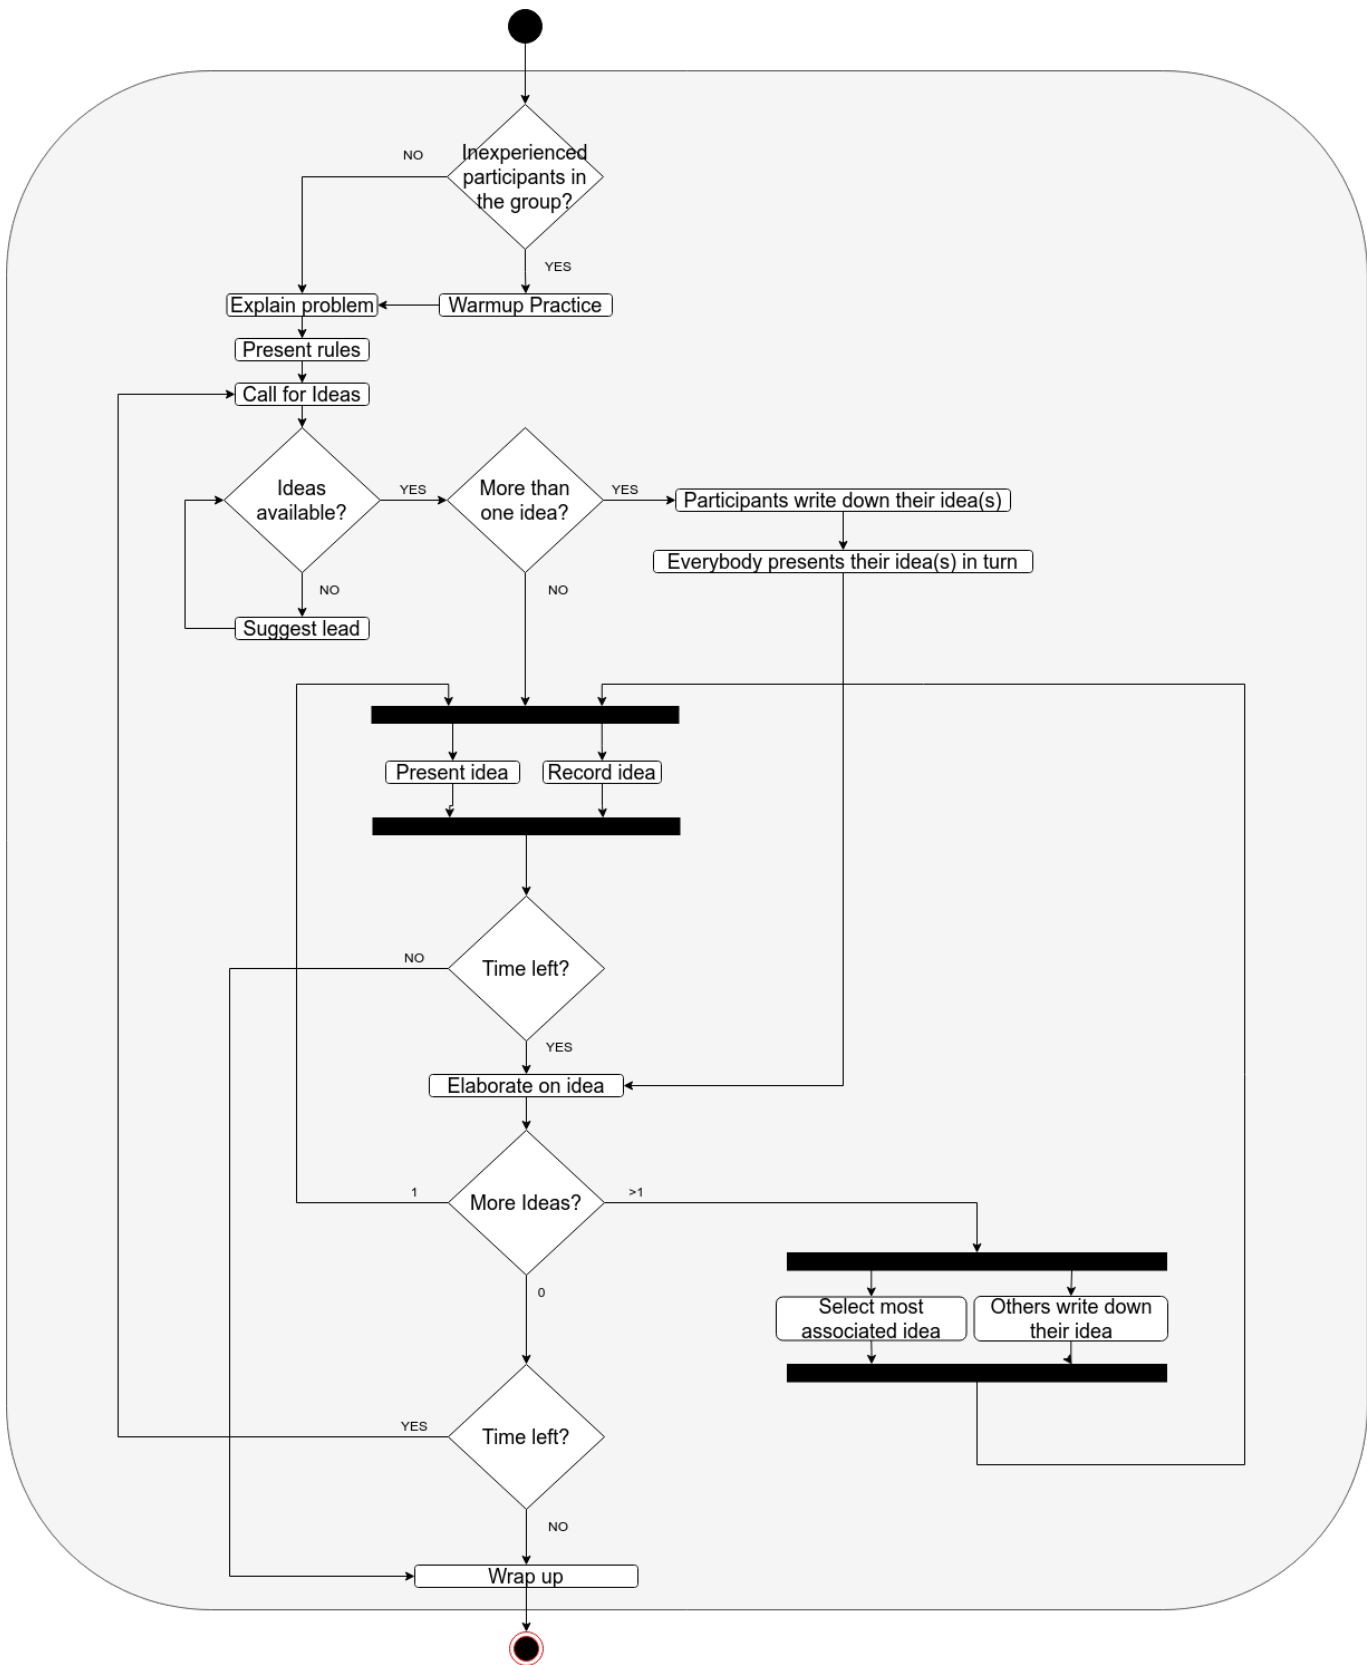 Inexperienced
participants in
the group?
NO
YES
Explain problem
Warmup Practice
Present rules
Call for Ideas
Ideas
available?
YES
More than
one idea?
YES
Participants write down their idea(s)
Everybody presents their idea(s) in turn
NO
NO
Suggest lead
Present idea
Record idea
Time left?
NO
YES
Elaborate on idea
More Ideas?
1
>1
0
Select most
associated idea
Others write down
their idea
Time left?
YES
NO
Wrap up